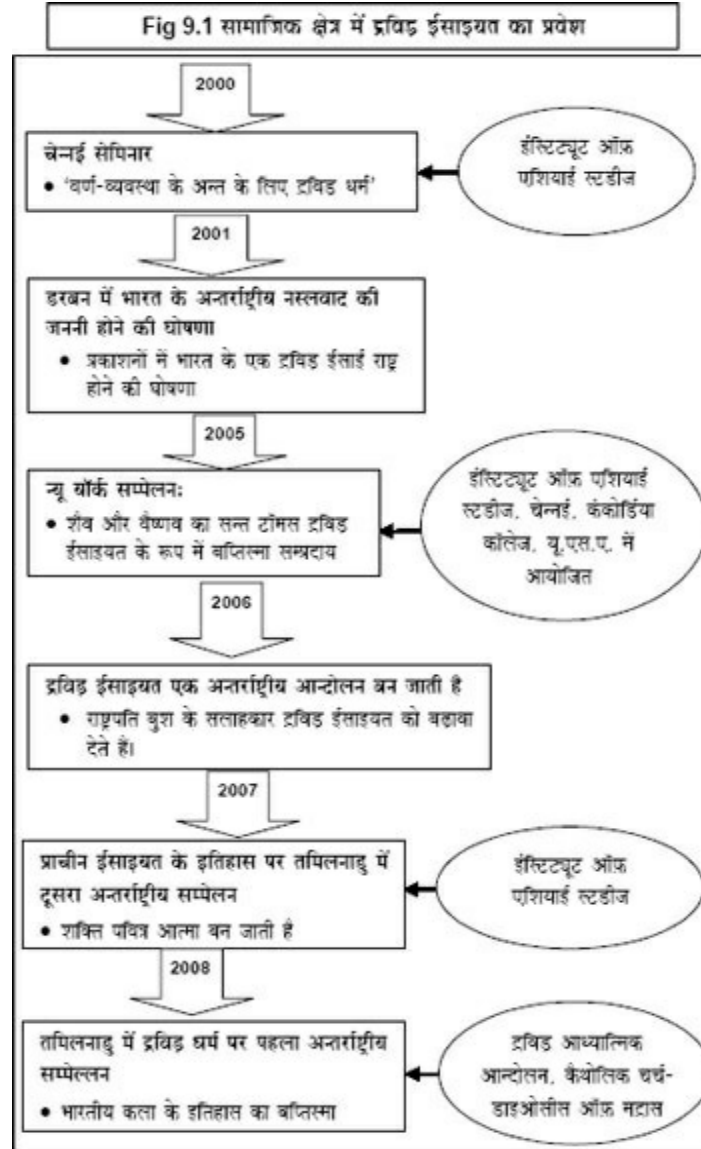 Fig 9.1 सामाजिक क्षेत्र में द्रविड़ ईसाइयत का प्रवेश
2000
चेन्नई सेमिनार
• ‘वर्ण-व्यवस्था के अन्त के लिए द्रविड़ धर्म’
इंस्टिट्यूट ऑफ़
एशियाई स्टडीज
2001
डरबन में भारत के अन्तर्राष्ट्रीय नस्लवाद की
जननी होने की घोषणा
• प्रकाशनों में भारत के एक द्रविड़ ईसाई राष्ट्र
होने की घोषणा
2005
न्यू यॉर्क सम्मेलन:
• शैव और वैष्णव का सन्त टॉमस द्रविड़
ईसाइयत के रूप में बप्तिस्मा सम्प्रदाय
इंस्टिट्यूट ऑफ़ एशियाई
स्टडीज, चेन्नई, कंकोर्डिया
कॉलेज, यू.एस.ए. में
आयोजित
2006
द्रविड़ ईसाइयत एक अन्तर्राष्ट्रीय आन्दोलन बन जाती है
• राष्ट्रपति बुश के सलाहकार द्रविड़ ईसाइयत को बढ़ावा
देते हैं।
2007
प्राचीन ईसाइयत के इतिहास पर तमिलनाडु में
दूसरा अन्तर्राष्ट्रीय सम्मेलन
• शक्ति पवित्र आत्मा बन जाती है
इंस्टिट्यूट ऑफ़
एशियाई स्टडीज
2008
तमिलनाडु में द्रविड़ धर्म पर पहला अन्तर्राष्ट्रीय
सम्मेल्लन
• भारतीय कला के इतिहास का बप्तिस्मा
द्रविड़ आध्यात्मिक
आन्दोलन, कैथोलिक चर्च-
डाइओसीस ऑफ़ मद्रास